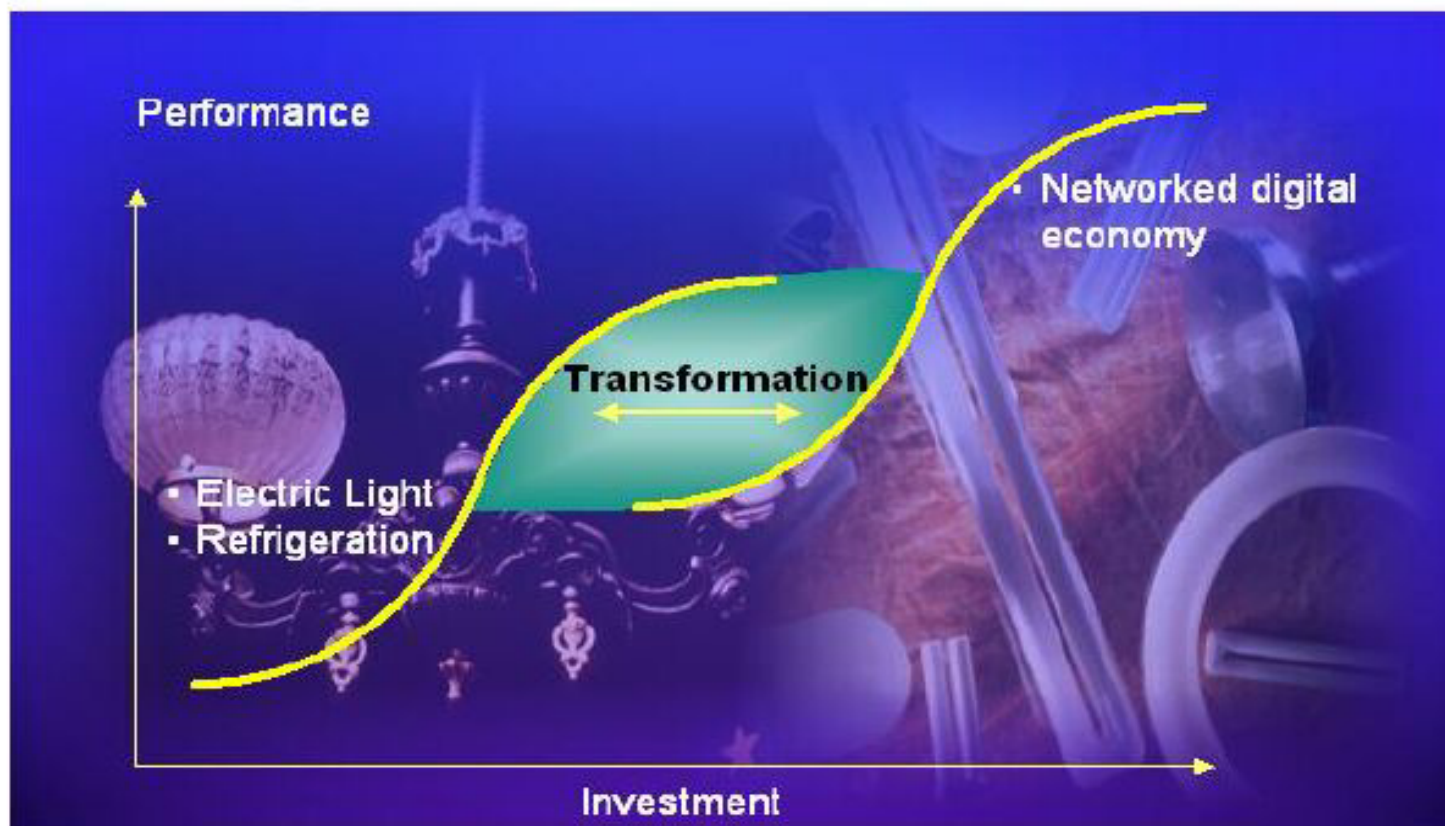 Performance
▪ Networked digital
economy
Transformation
▪ Electric Light
▪ Refrigeration
Investment